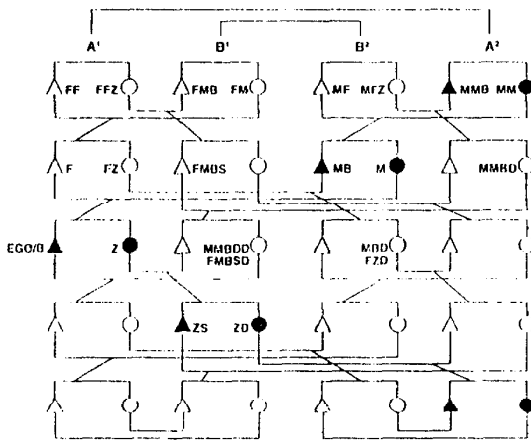 A¹ B¹ B² A²
FF FFZ FMB FM MF MFZ MMB MM
F FZ FMBS MB M MMBD
EGO/B Z MMBDD MBD
FMBSD FZD
ZS ZD